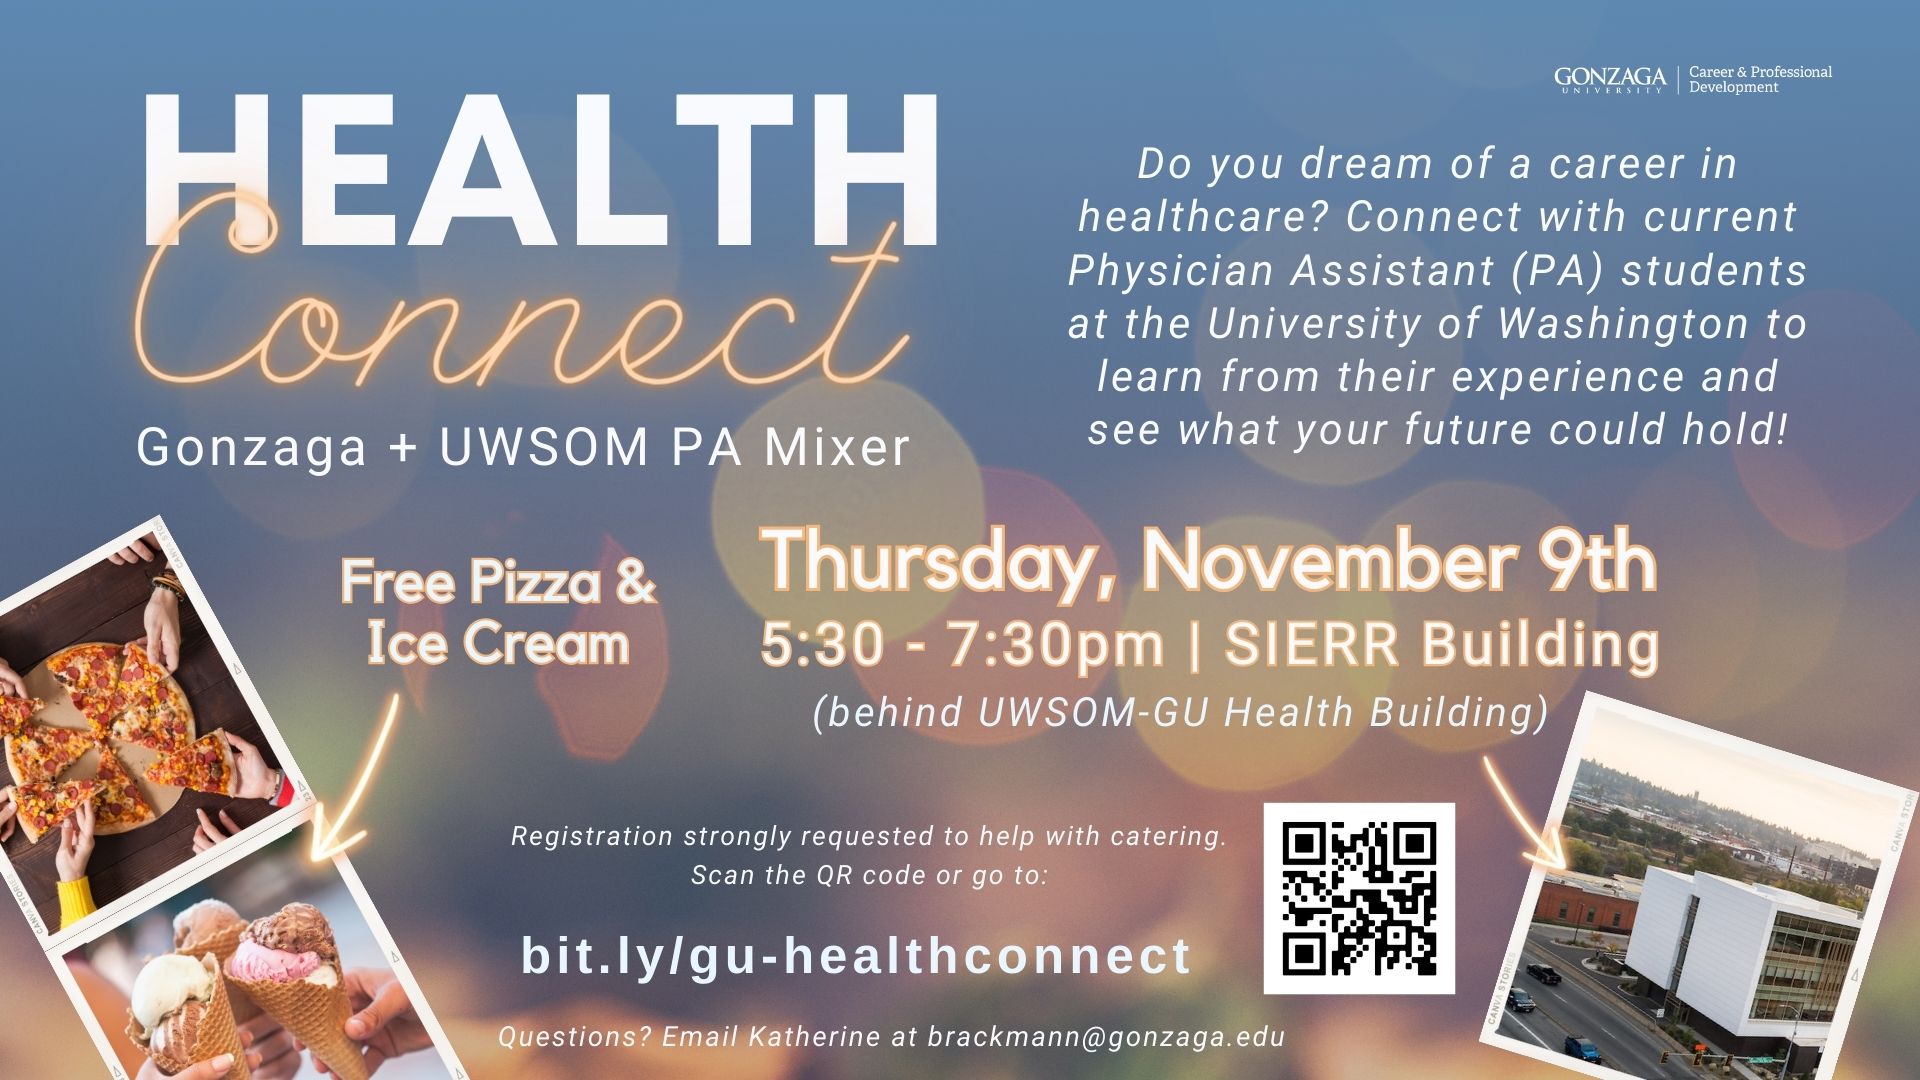 HEALTH
Connect
Gonzaga + UWSOM PA Mixer
GONZAGA
UNIVERSITY
Career & Professional
Development
Do you dream of a career in
healthcare? Connect with current
Physician Assistant (PA) students
at the University of Washington to
learn from their experience and
see what your future could hold!
Free Pizza &
Ice Cream
Thursday, November 9th
5:30 - 7:30pm | SIERR Building
(behind UWSOM-GU Health Building)
Registration strongly requested to help with catering.
Scan the QR code or go to:
bit.ly/gu-healthconnect
Questions? Email Katherine at brackmann@gonzaga.edu
CANVA STORIES
CANVA STORIES